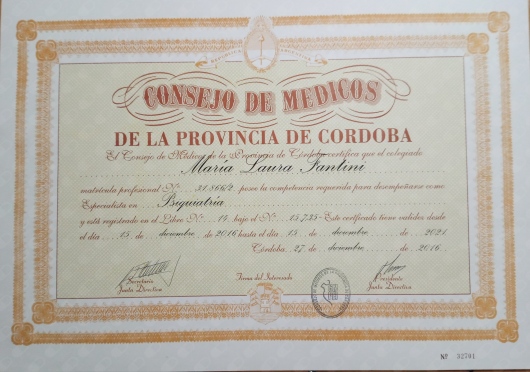 CONSEJO DE MEDICOS
DE LA PROVINCIA DE CORDOBA
El Consejo de Médicos de la Provincia de Córdoba certifica que el colegiado
María Laura Fantini
matrícula profesional Nº 31.866/2 posee la competencia requerida para desempeñarse como
Especialista en Psiquiatría
y está registrado en el Libro Nº 14 bajo el Nº 15.735 Este certificado tiene validez desde
el día 15 de diciembre de 2016 hasta el día 15 de diciembre de 2021
Córdoba, 27 de diciembre de 2016
Secretario
Junta Directiva
Firma del Interesado
Presidente
Junta Directiva
Nº 32701